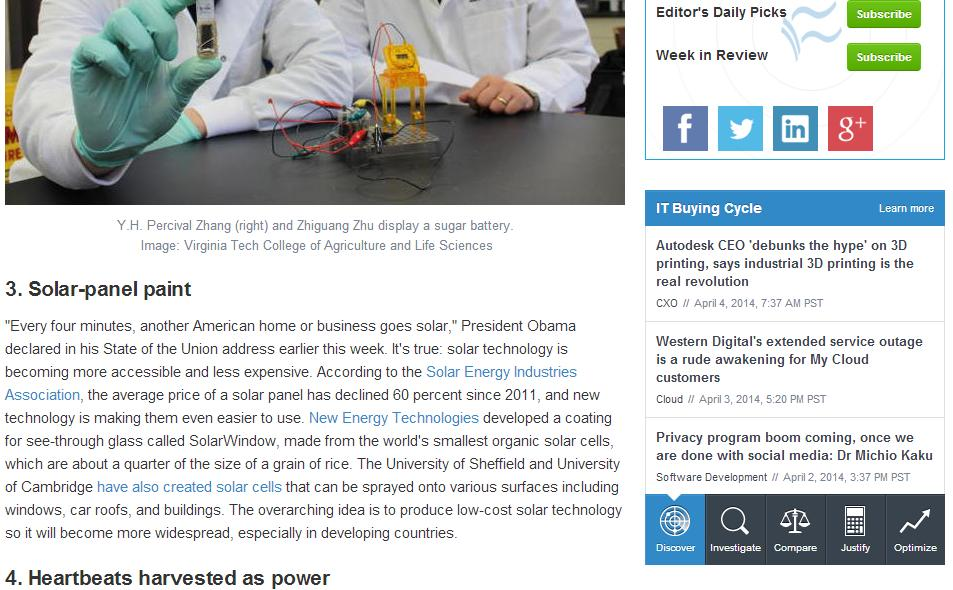 Y.H. Percival Zhang (right) and Zhiguang Zhu display a sugar battery.
Image: Virginia Tech College of Agriculture and Life Sciences
3. Solar-panel paint
"Every four minutes, another American home or business goes solar," President Obama
declared in his State of the Union address earlier this week. It's true: solar technology is
becoming more accessible and less expensive. According to the Solar Energy Industries
Association, the average price of a solar panel has declined 60 percent since 2011, and new
technology is making them even easier to use. New Energy Technologies developed a coating
for see-through glass called SolarWindow, made from the world's smallest organic solar cells,
which are about a quarter of the size of a grain of rice. The University of Sheffield and University
of Cambridge have also created solar cells that can be sprayed onto various surfaces including
windows, car roofs, and buildings. The overarching idea is to produce low-cost solar technology
so it will become more widespread, especially in developing countries.
4. Heartbeats harvested as power
Editor's Daily Picks
Subscribe
Week in Review
Subscribe
f
in
g+
IT Buying Cycle
Learn more
Autodesk CEO 'debunks the hype' on 3D
printing, says industrial 3D printing is the
real revolution
CXO // April 4, 2014, 7:37 AM PST
Western Digital's extended service outage
is a rude awakening for My Cloud
customers
Cloud // April 3, 2014, 5:20 PM PST
Privacy program boom coming, once we
are done with social media: Dr Michio Kaku
Software Development // April 2, 2014, 3:37 PM PST
Discover
Investigate
Compare
Justify
Optimize